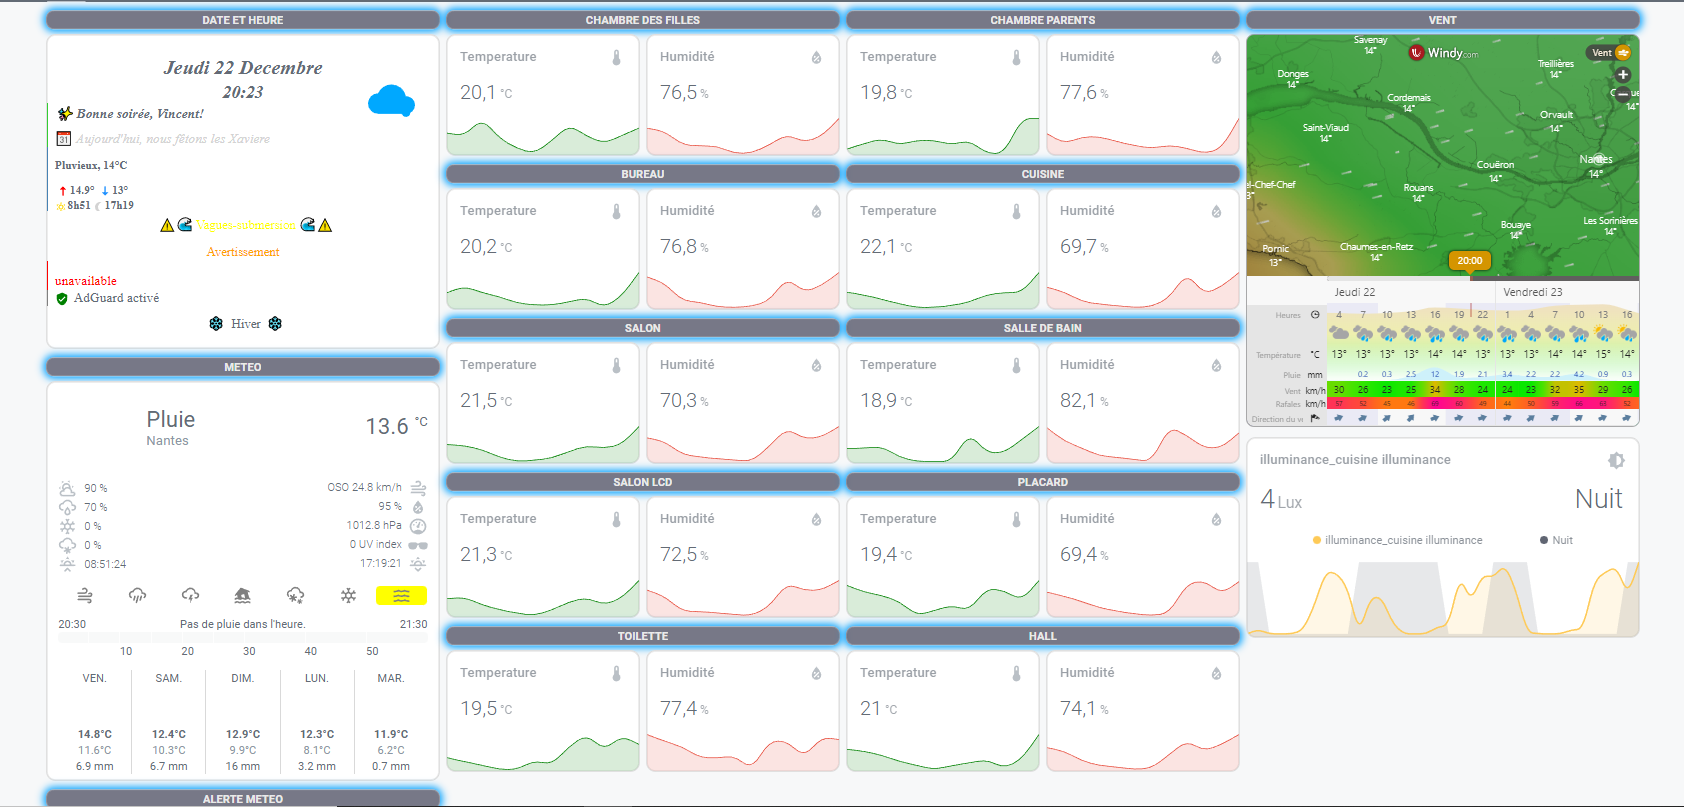 DATE ET HEURE
Jeudi 22 Decembre
20:23
Bonne soirée, Vincent!
31 Aujourd'hui, nous fêtons les Xaviere
Pluvieux, 14°C
14.9° 13°
8h51 17h19
Vagues-submersion
Avertissement
unavailable
AdGuard activé
Hiver
METEO
Pluie
Nantes
13.6 °C
90 % OSO 24.8 km/h
70 % 95 %
0 % 1012.8 hPa
0 % 0 UV index
08:51:24 17:19:21
20:30 Pas de pluie dans l'heure. 21:30
10 20 30 40 50
VEN. SAM. DIM. LUN. MAR.
14.8°C 12.4°C 12.9°C 12.3°C 11.9°C
11.6°C 10.3°C 9.9°C 8.1°C 6.2°C
6.9 mm 6.7 mm 16 mm 3.2 mm 0.7 mm
ALERTE METEO
CHAMBRE DES FILLES
Temperature Humidité
20,1 °C 76,5 %
BUREAU
Temperature Humidité
20,2 °C 76,8 %
SALON
Temperature Humidité
21,5 °C 70,3 %
SALON LCD
Temperature Humidité
21,3 °C 72,5 %
TOILETTE
Temperature Humidité
19,5 °C 77,4 %
CHAMBRE PARENTS
Temperature Humidité
19,8 °C 77,6 %
CUISINE
Temperature Humidité
22,1 °C 69,7 %
SALLE DE BAIN
Temperature Humidité
18,9 °C 82,1 %
PLACARD
Temperature Humidité
19,4 °C 69,4 %
HALL
Temperature Humidité
21 °C 74,1 %
VENT
Savenay
14°
Windy.com
Vent
Treillières
14°
Donges
14°
Cordemais
14°
14°
Orvault
14°
Saint-Viaud
14°
Couëron
14°
Nantes
14°
el-Chef-Chef
3°
Rouans
14°
Bouaye
14°
Les Sorinières
14°
Pornic
13°
Chaumes-en-Retz
14°
20:00
Jeudi 22 Vendredi 23
Heures 4 7 10 13 16 19 22 1 4 7 10 13 16
Température °C 13° 13° 13° 13° 14° 14° 13° 13° 13° 14° 14° 15° 14°
Pluie mm 0.2 0.3 2.5 12 1.9 2.1 3.4 2.2 2.2 4.2 0.9 0.3
Vent km/h 30 26 23 25 34 28 24 24 23 32 35 29 26
Rafales km/h 57 52 45 46 60 49 44 50 66 63 52
Direction du v
illuminance_cuisine illuminance
4 Lux Nuit
illuminance_cuisine illuminance Nuit